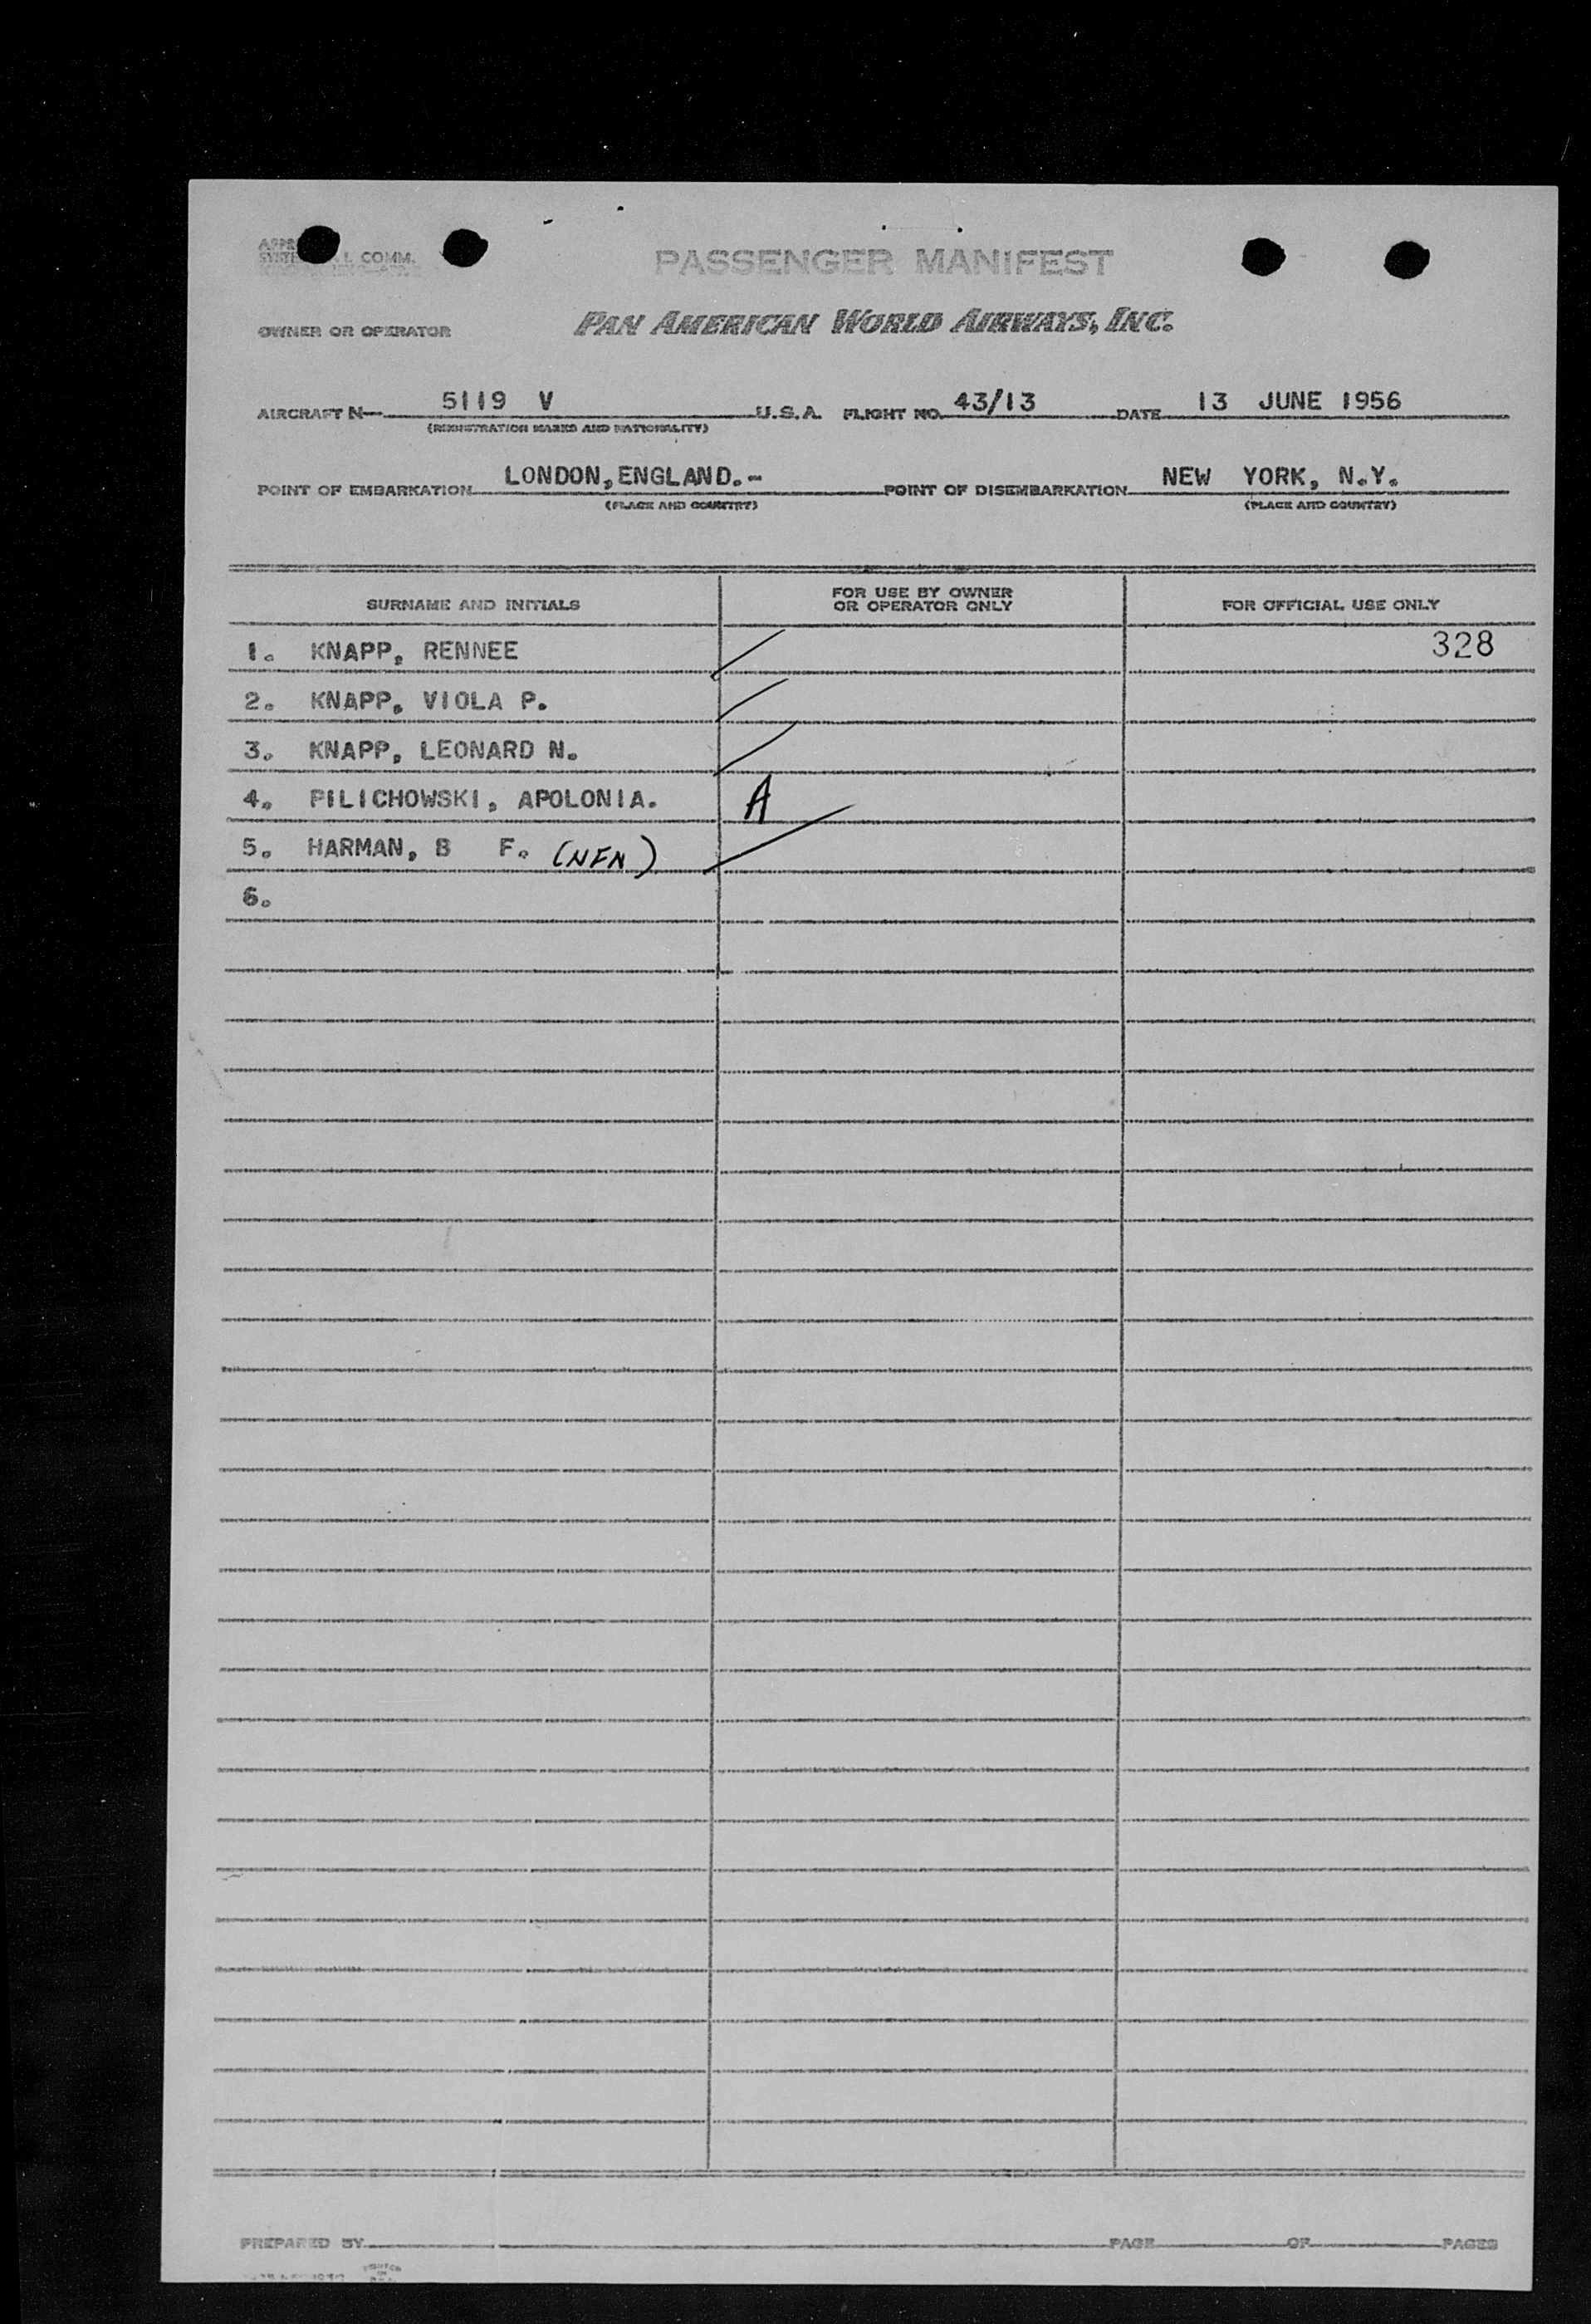 COMM.
PASSENGER MANIFEST
OWNER OR OPERATOR PAN AMERICAN WORLD AIRWAYS, INC.
AIRCRAFT N— 5119 V U.S.A. FLIGHT NO. 43/13 DATE 13 JUNE 1956
(REGISTRATION MARKS AND NATIONALITY)
POINT OF EMBARKATION LONDON, ENGLAND.- POINT OF DISEMBARKATION NEW YORK, N.Y.
(PLACE AND COUNTRY) (PLACE AND COUNTRY)
SURNAME AND INITIALS FOR USE BY OWNER OR OPERATOR ONLY FOR OFFICIAL USE ONLY
1. KNAPP, RENNEE 328
2. KNAPP, VIOLA P.
3. KNAPP, LEONARD N.
4. PILICHOWSKI, APOLONIA. A
5. HARMAN, B F. (NFN)
6.
PREPARED BY PAGE OF PAGES